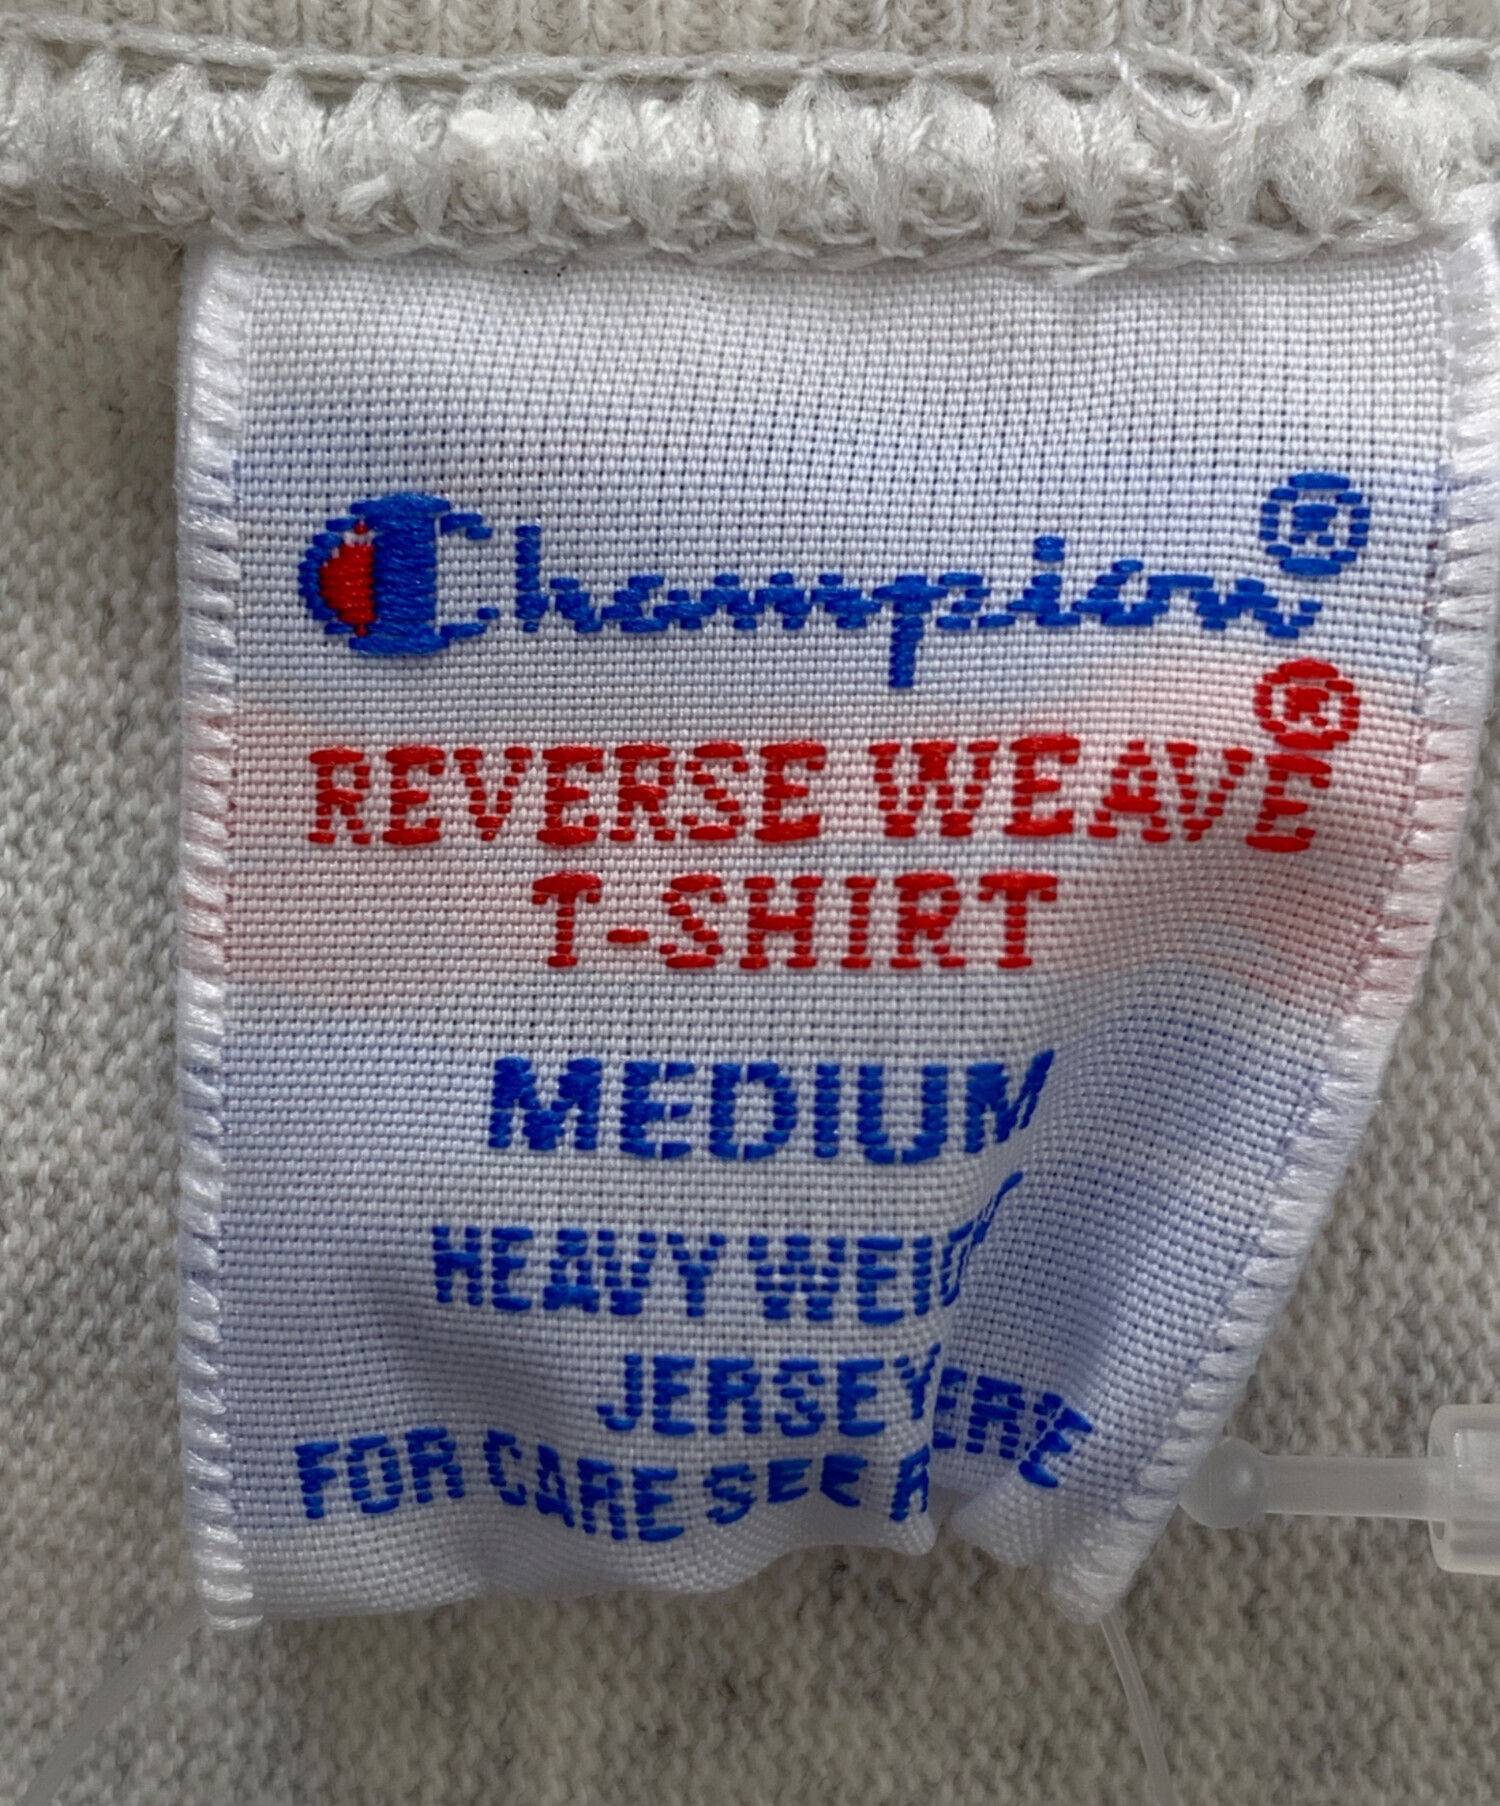 Champion®
REVERSE WEAVE®
T-SHIRT
MEDIUM
HEAVY
JERSEY
FOR CARE SEE